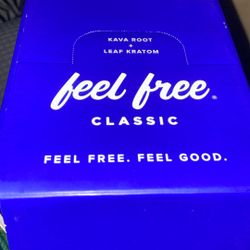 KAVA ROOT
+
LEAF KRATOM
feel free®
CLASSIC
FEEL FREE. FEEL GOOD.